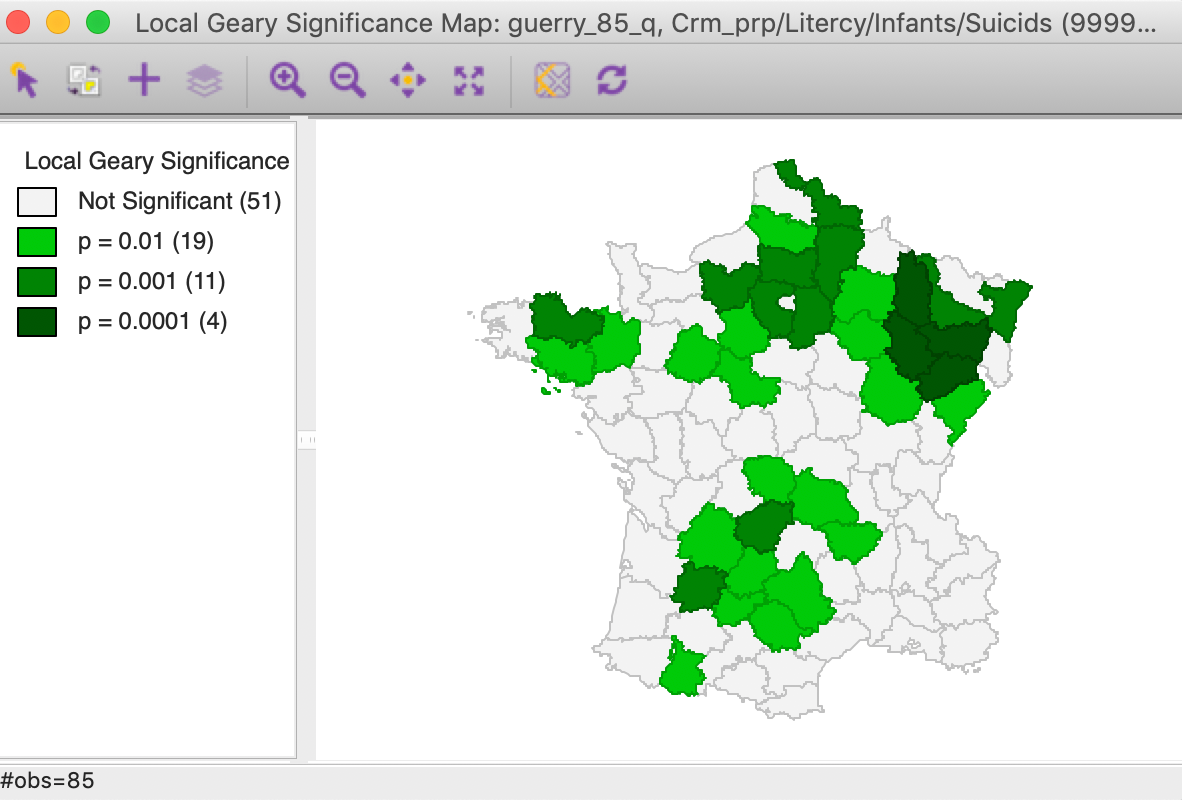 Local Geary Significance Map: guerry_85_q, Crm_prp/Litercy/Infants/Suicids (9999...
Local Geary Significance
Not Significant (51)
p = 0.01 (19)
p = 0.001 (11)
p = 0.0001 (4)
#obs=85